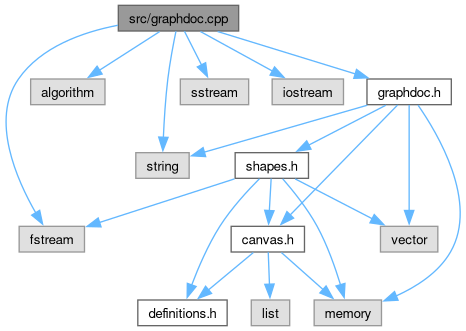 src/graphdoc.cpp
algorithm
sstream
iostream
graphdoc.h
string
shapes.h
fstream
canvas.h
vector
definitions.h
list
memory